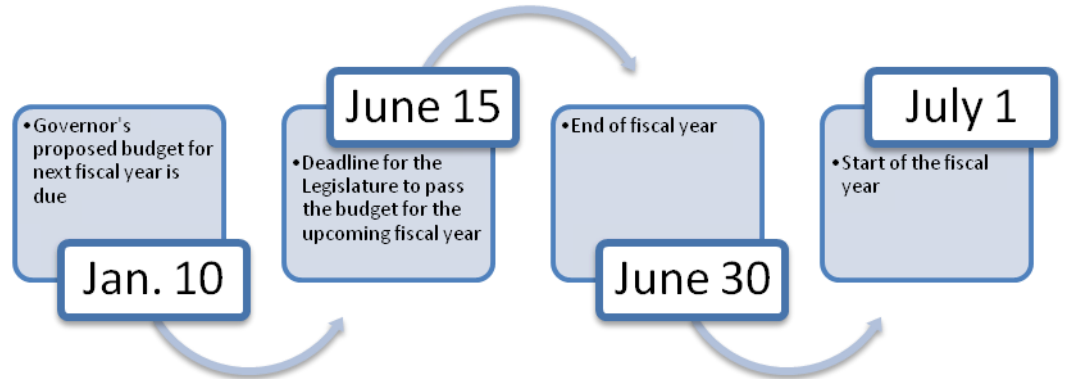 •Governor's
proposed budget for
next fiscal year is
due
Jan. 10
June 15
•Deadline for the
Legislature to pass
the budget for the
upcoming fiscal year
•End of fiscal year
June 30
July 1
•Start of the fiscal
year